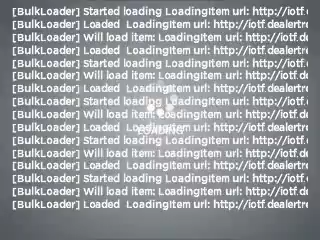 [BulkLoader] Started loading LoadingItem url: http://iotf.
[BulkLoader] Loaded LoadingItem url: http://iotf.dealertre
[BulkLoader] Will load item: LoadingItem url: http://iotf.
[BulkLoader] Loaded LoadingItem url: http://iotf.dealertre
[BulkLoader] Started loading LoadingItem url: http://iotf.
[BulkLoader] Will load item: LoadingItem url: http://iotf.
[BulkLoader] Loaded LoadingItem url: http://iotf.dealertre
[BulkLoader] Started loading LoadingItem url: http://iotf.
[BulkLoader] Will load item: LoadingItem url: http://iotf.
[BulkLoader] Loaded LoadingItem url: http://iotf.dealertre
LOADING
[BulkLoader] Started loading LoadingItem url: http://iotf.
[BulkLoader] Will load item: LoadingItem url: http://iotf.
[BulkLoader] Loaded LoadingItem url: http://iotf.dealertre
[BulkLoader] Started loading LoadingItem url: http://iotf.
[BulkLoader] Will load item: LoadingItem url: http://iotf.
[BulkLoader] Loaded LoadingItem url: http://iotf.dealertre